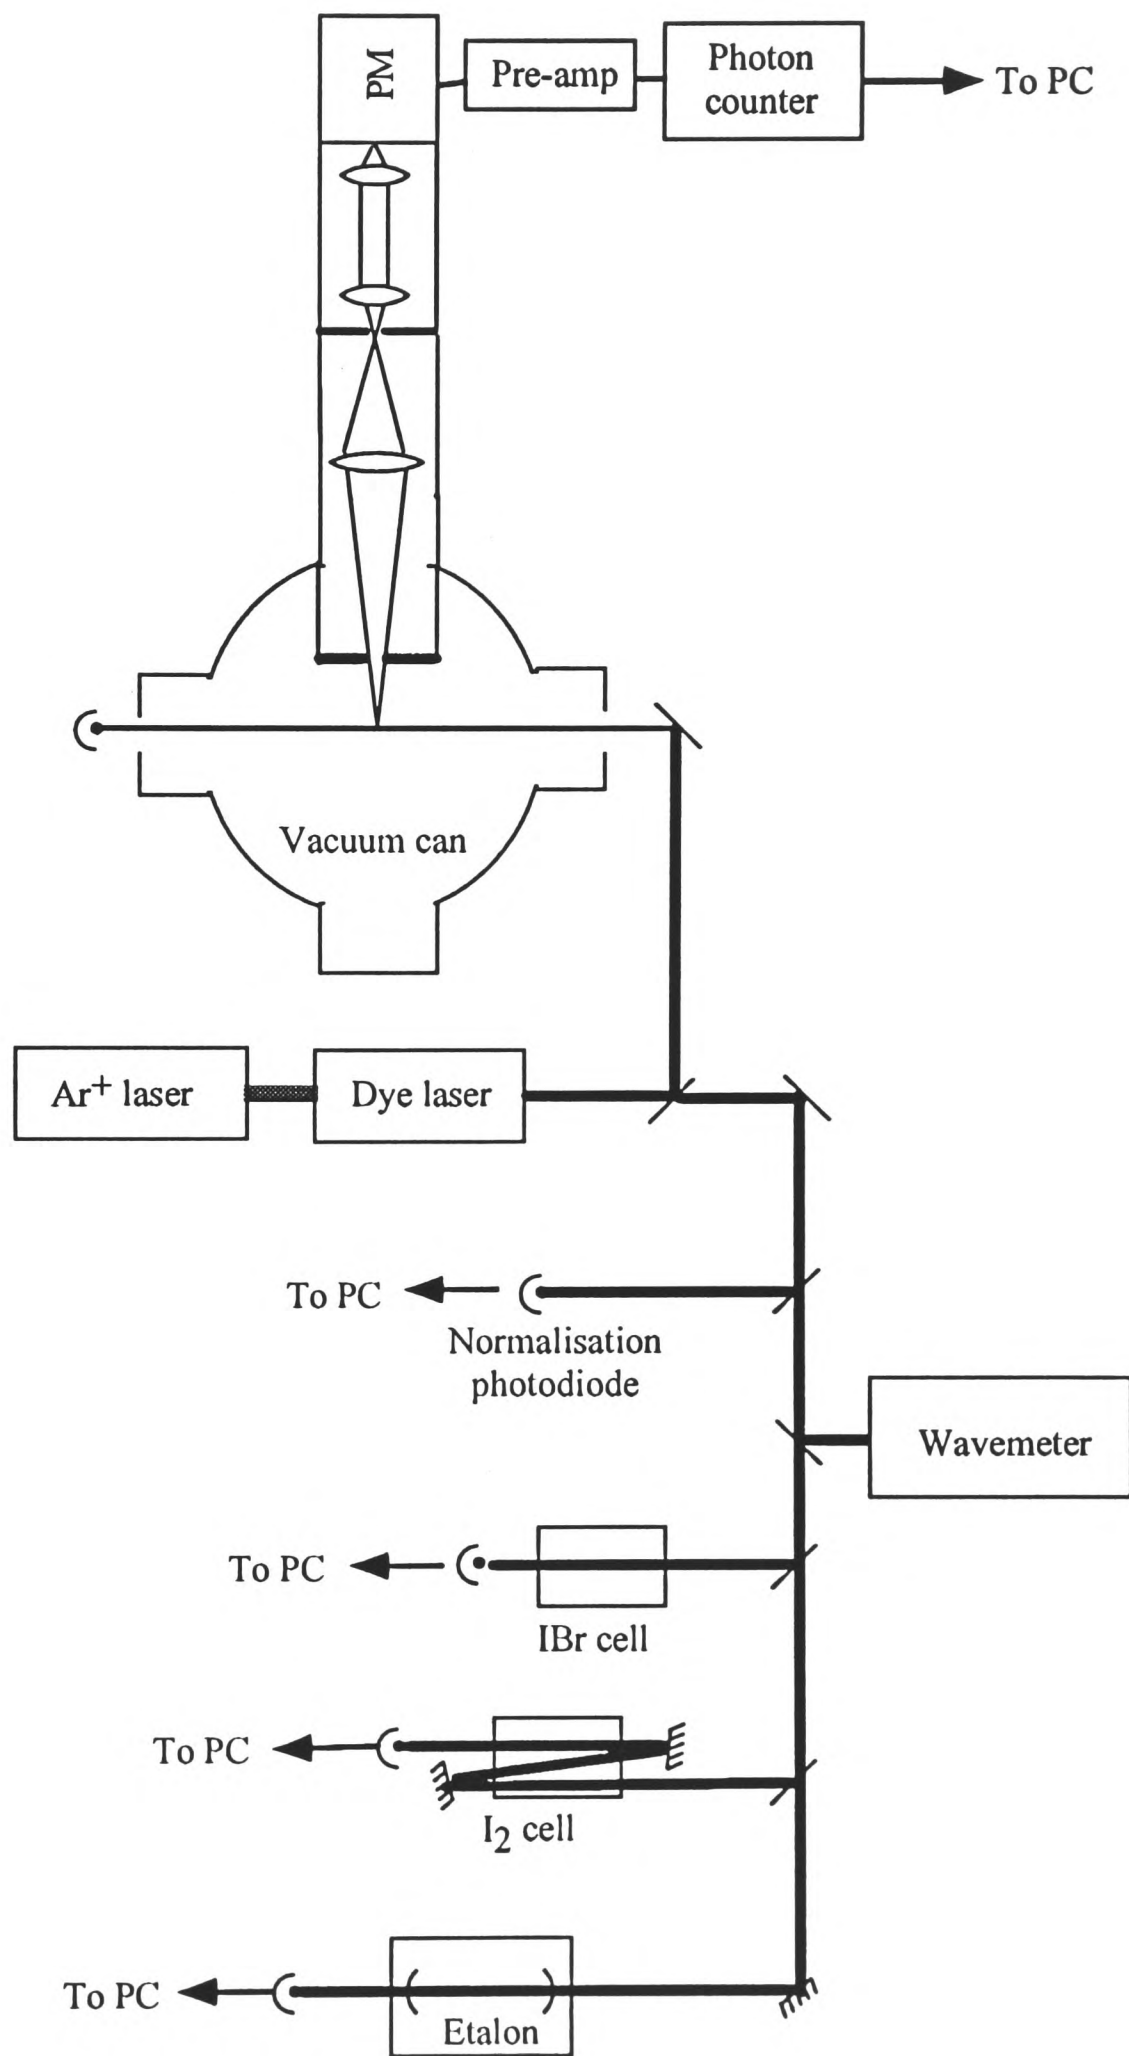 PM
Pre-amp
Photon
counter
To PC
Vacuum can
Ar+ laser
Dye laser
To PC
Normalisation
photodiode
Wavemeter
To PC
IBr cell
To PC
I2 cell
To PC
Etalon